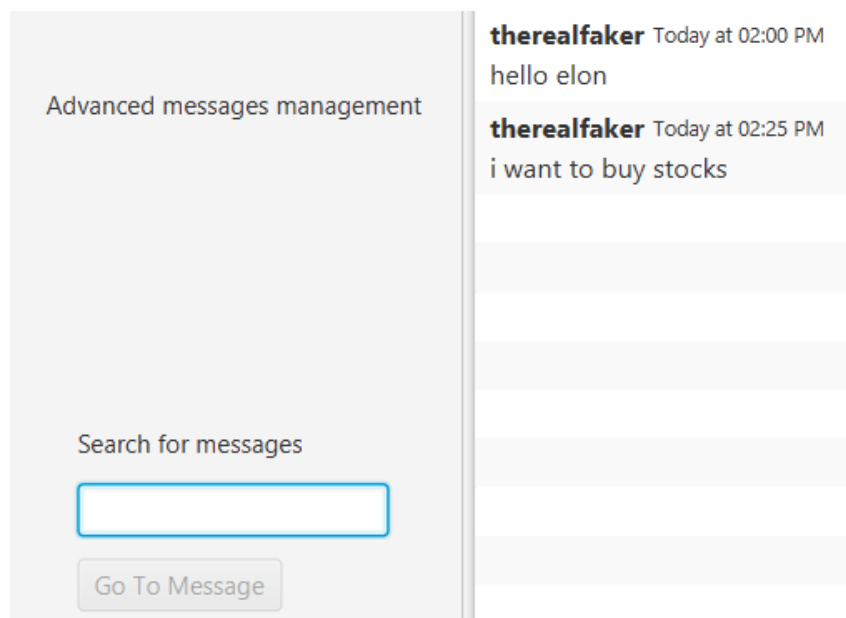 Advanced messages management
Search for messages
Go To Message
therealfaker Today at 02:00 PM
hello elon
therealfaker Today at 02:25 PM
i want to buy stocks